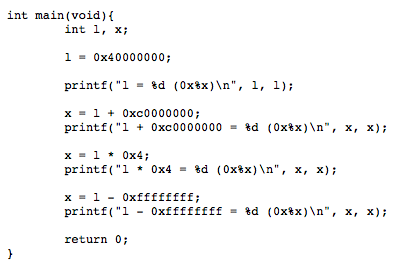 int main(void){
        int l, x;

        l = 0x40000000;

        printf("l = %d (0x%x)\n", l, l);

        x = l + 0xc0000000;
        printf("l + 0xc0000000 = %d (0x%x)\n", x, x);

        x = l * 0x4;
        printf("l * 0x4 = %d (0x%x)\n", x, x);

        x = l - 0xffffffff;
        printf("l - 0xffffffff = %d (0x%x)\n", x, x);

        return 0;
}